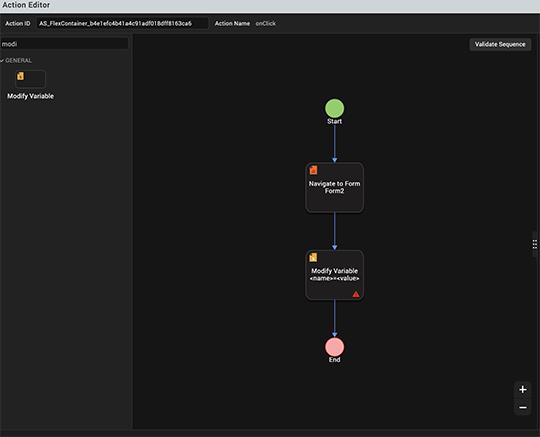 Action Editor
Action ID AS_FlexContainer_b4e1efc4b41a4c91adf018dff8163ca6 Action Name onClick
modi
Validate Sequence
GENERAL
Modify Variable
Start
Navigate to Form
Form2
Modify Variable
<name>=<value>
End